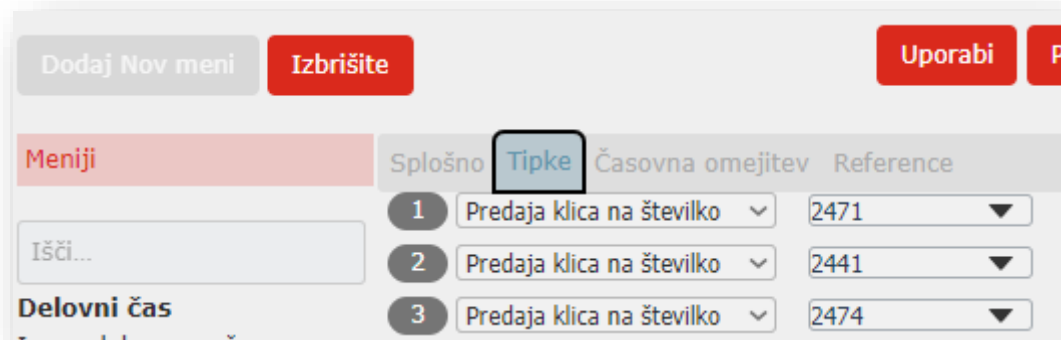 Dodaj Nov meni Izbrišite Uporabi
Meniji
Splošno Tipke Časovna omejitev Reference
1 Predaja klica na številko 2471
Išči...
2 Predaja klica na številko 2441
Delovni čas
3 Predaja klica na številko 2474